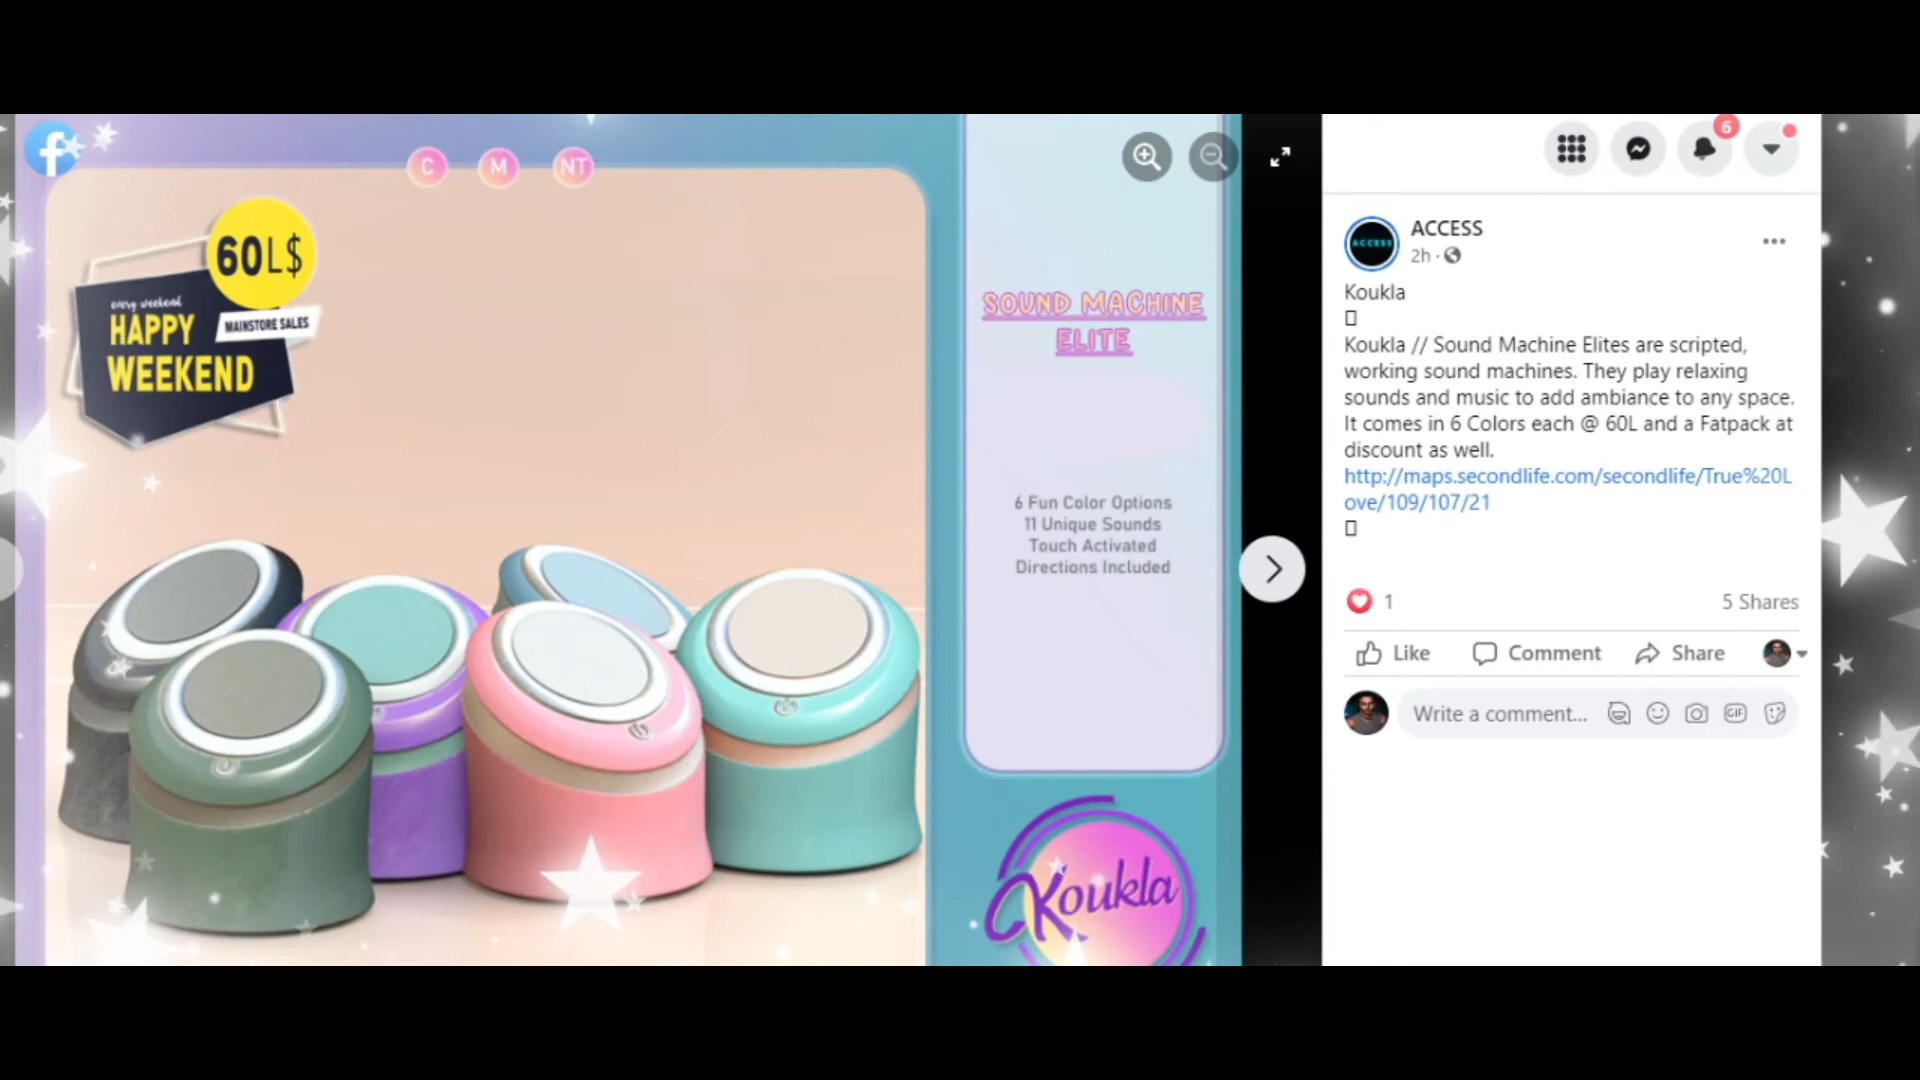 C M NT
60L$
every weekend
HAPPY
WEEKEND
MAINSTORE SALES
SOUND MACHINE
ELITE
6 Fun Color Options
11 Unique Sounds
Touch Activated
Directions Included
Koukla
6
ACCESS
ACCESS
2h ·
Koukla
Koukla // Sound Machine Elites are scripted,
working sound machines. They play relaxing
sounds and music to add ambiance to any space.
It comes in 6 Colors each @ 60L and a Fatpack at
discount as well.
http://maps.secondlife.com/secondlife/True%20L
ove/109/107/21
1
5 Shares
Like
Comment
Share
Write a comment...
GIF